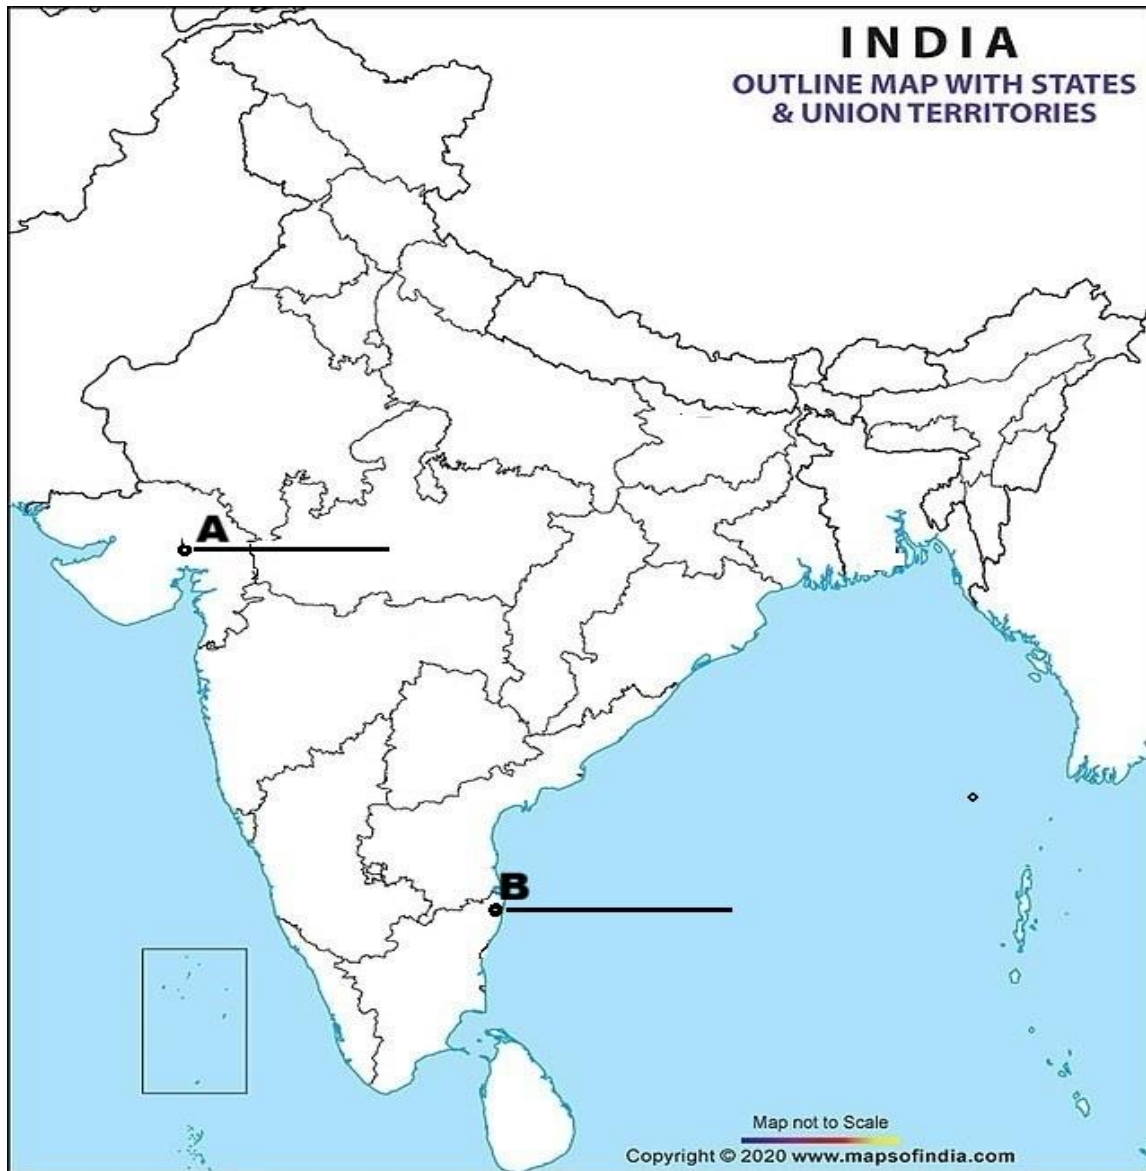 INDIA
OUTLINE MAP WITH STATES
& UNION TERRITORIES
A
B
Map not to Scale
Copyright © 2020 www.mapsofindia.com